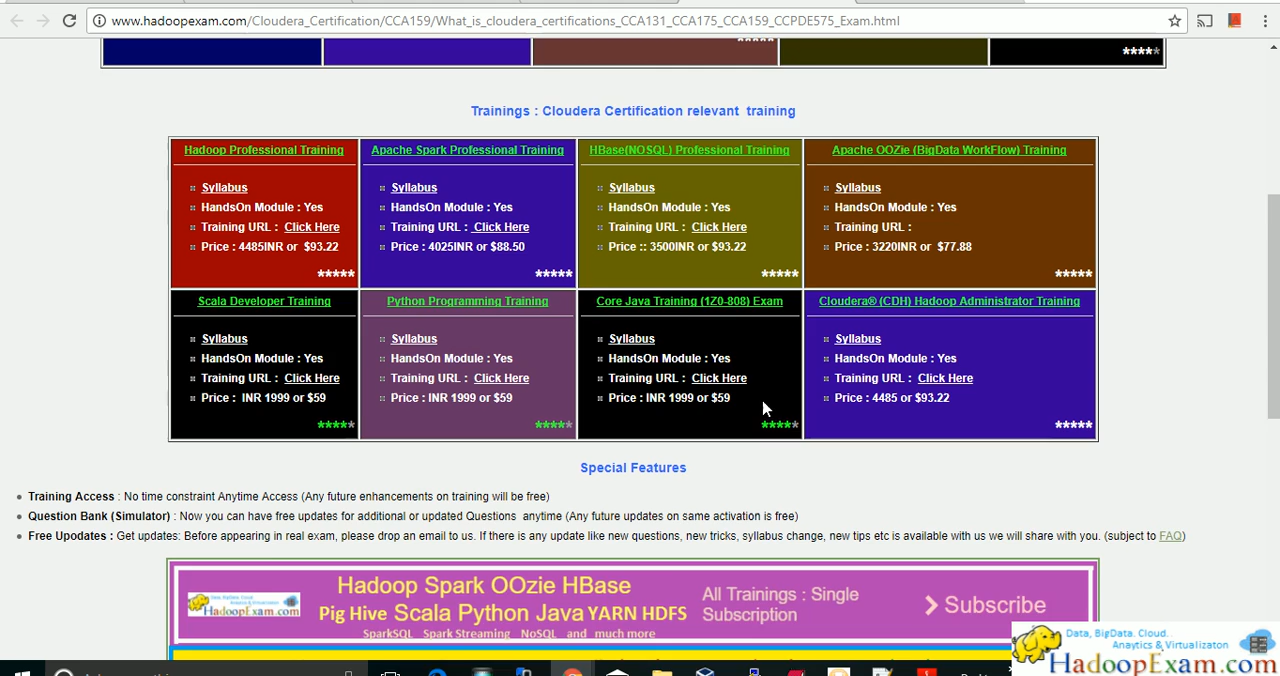 www.hadoopexam.com/Cloudera_Certification/CCA159/What_is_cloudera_certifications_CCA131_CCA175_CCA159_CCPDE575_Exam.html
*****
*****
Trainings : Cloudera Certification relevant training
Hadoop Professional Training
Syllabus
HandsOn Module : Yes
Training URL : Click Here
Price : 4485INR or $93.22
*****
Apache Spark Professional Training
Syllabus
HandsOn Module : Yes
Training URL : Click Here
Price : 4025INR or $88.50
*****
HBase(NOSQL) Professional Training
Syllabus
HandsOn Module : Yes
Training URL : Click Here
Price :: 3500INR or $93.22
*****
Apache OOZie (BigData WorkFlow) Training
Syllabus
HandsOn Module : Yes
Training URL :
Price : 3220INR or $77.88
*****
Scala Developer Training
Syllabus
HandsOn Module : Yes
Training URL : Click Here
Price : INR 1999 or $59
*****
Python Programming Training
Syllabus
HandsOn Module : Yes
Training URL : Click Here
Price : INR 1999 or $59
*****
Core Java Training (1Z0-808) Exam
Syllabus
HandsOn Module : Yes
Training URL : Click Here
Price : INR 1999 or $59
*****
Cloudera® (CDH) Hadoop Administrator Training
Syllabus
HandsOn Module : Yes
Training URL : Click Here
Price : 4485 or $93.22
*****
Special Features
Training Access : No time constraint Anytime Access (Any future enhancements on training will be free)
Question Bank (Simulator) : Now you can have free updates for additional or updated Questions anytime (Any future updates on same activation is free)
Free Upodates : Get updates: Before appearing in real exam, please drop an email to us. If there is any update like new questions, new tricks, syllabus change, new tips etc is available with us we will share with you. (subject to FAQ)
HadoopExam.com
Hadoop Spark OOzie HBase
Pig Hive Scala Python Java YARN HDFS
SparkSQL Spark Streaming NoSQL and much more
All Trainings : Single
Subscription
Subscribe
Data, BigData. Cloud.
Anaytics & Virtualizaton
HadoopExam.com